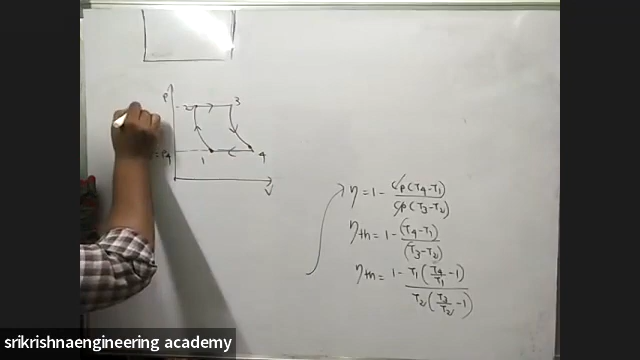 P
2 3
= P4 1 4
V
η = 1 - Cp(T4-T1) / Cp(T3-T2)
ηth = 1 - (T4-T1) / (T3-T2)
ηth = 1 - T1(T4/T1 -1) / T2(T3/T2 -1)
srikrishnaengineering academy